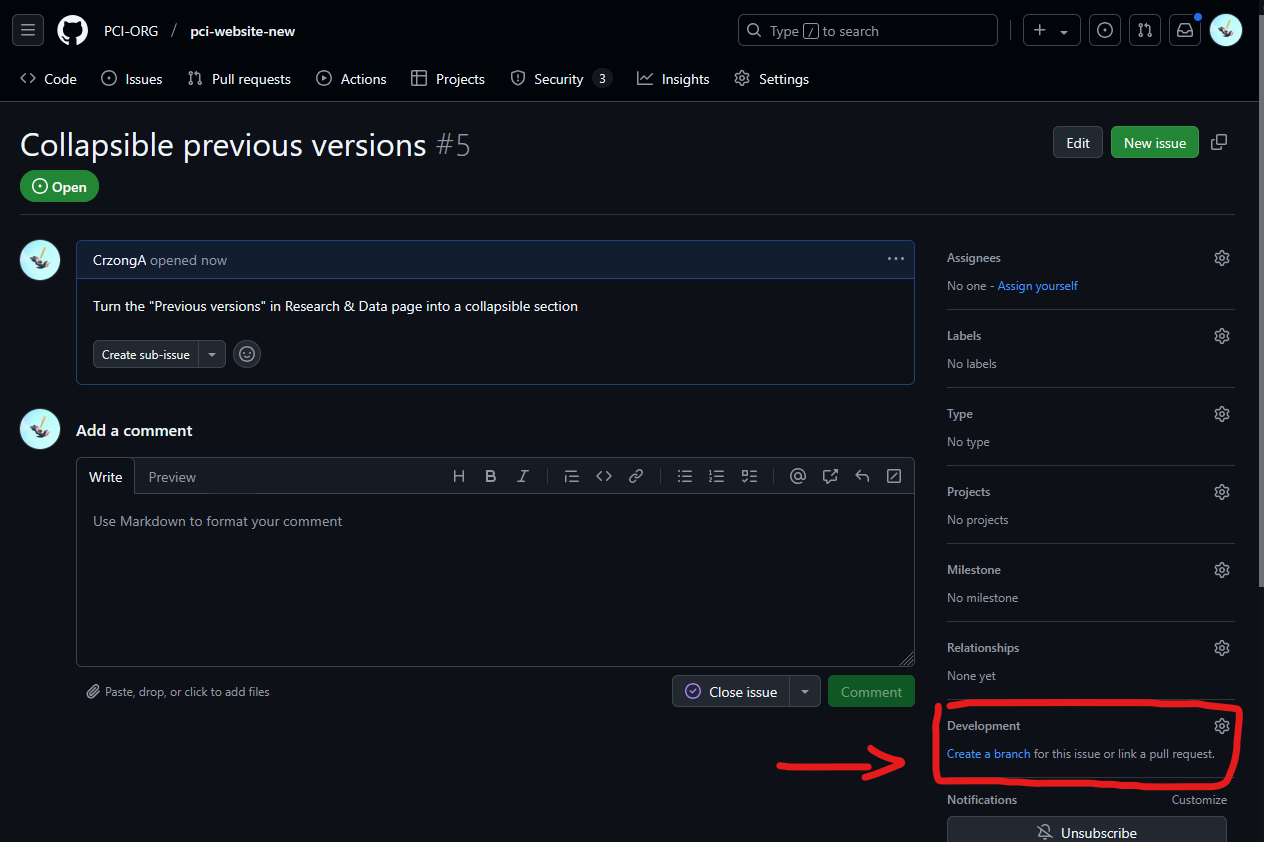 PCI-ORG / pci-website-new
Type / to search
Code Issues Pull requests Actions Projects Security 3 Insights Settings
Collapsible previous versions #5
Edit New issue
Open
CrzongA opened now
Turn the "Previous versions" in Research & Data page into a collapsible section
Create sub-issue
Add a comment
Write Preview
Use Markdown to format your comment
Paste, drop, or click to add files
Close issue Comment
Assignees
No one - Assign yourself
Labels
No labels
Type
No type
Projects
No projects
Milestone
No milestone
Relationships
None yet
Development
Create a branch for this issue or link a pull request.
Notifications Customize
Unsubscribe